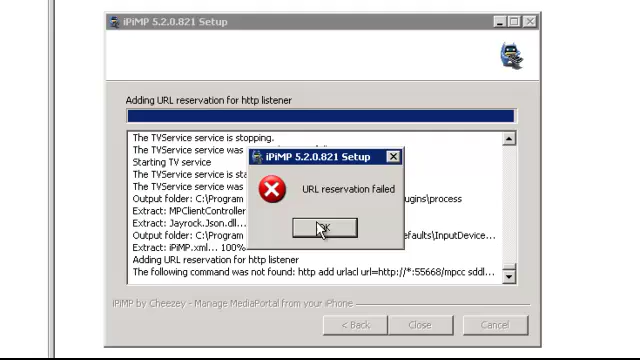 iPiMP 5.2.0.821 Setup
Adding URL reservation for http listener
The TVService service is stopping.
The TVService service was
Starting TV service
The TVService service is sta
The TVService service was
Output folder: C:\Program
Extract: MPClientController
Extract: Jayrock.Json.dll...
Output folder: C:\Program
Extract: iPiMP.xml... 100%
Adding URL reservation for http listener
The following command was not found: http add urlacl url=http://*:55668/mpcc sddl...
lugins\process
efaults\InputDevice...
iPiMP 5.2.0.821 Setup
URL reservation failed
iPiMP by Cheezey - Manage MediaPortal from your iPhone
< Back
Close
Cancel